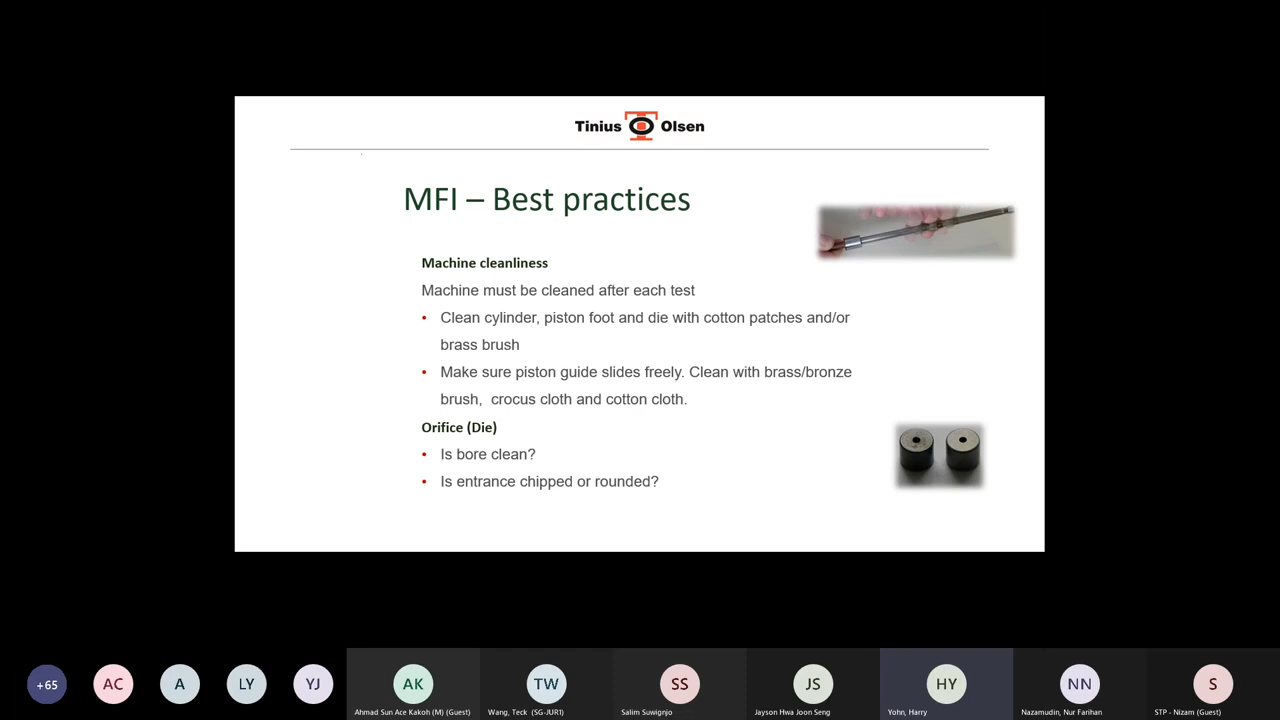 Tinius Olsen
MFI – Best practices
Machine cleanliness
Machine must be cleaned after each test
• Clean cylinder, piston foot and die with cotton patches and/or
brass brush
• Make sure piston guide slides freely. Clean with brass/bronze
brush, crocus cloth and cotton cloth.
Orifice (Die)
• Is bore clean?
• Is entrance chipped or rounded?
+65
AC
A
LY
YJ
AK
TW
SS
JS
HY
NN
S
Ahmad Sun Ace Kakoh (M) (Guest)
Wang, Teck (SG-JUR1)
Salim Suwignjo
Jayson Hwa Joon Seng
Yohn, Harry
Nazamudin, Nur Farihan
STP - Nizam (Guest)